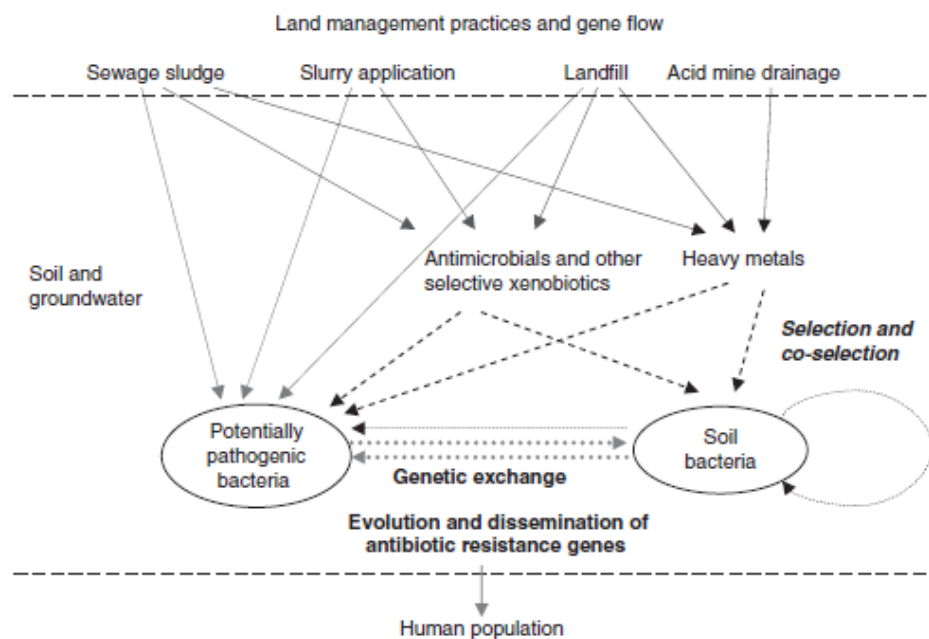 Land management practices and gene flow
Sewage sludge
Slurry application
Landfill
Acid mine drainage
Soil and
groundwater
Antimicrobials and other
selective xenobiotics
Heavy metals
Selection and
co-selection
Potentially
pathogenic
bacteria
Soil
bacteria
Genetic exchange
Evolution and dissemination of
antibiotic resistance genes
Human population